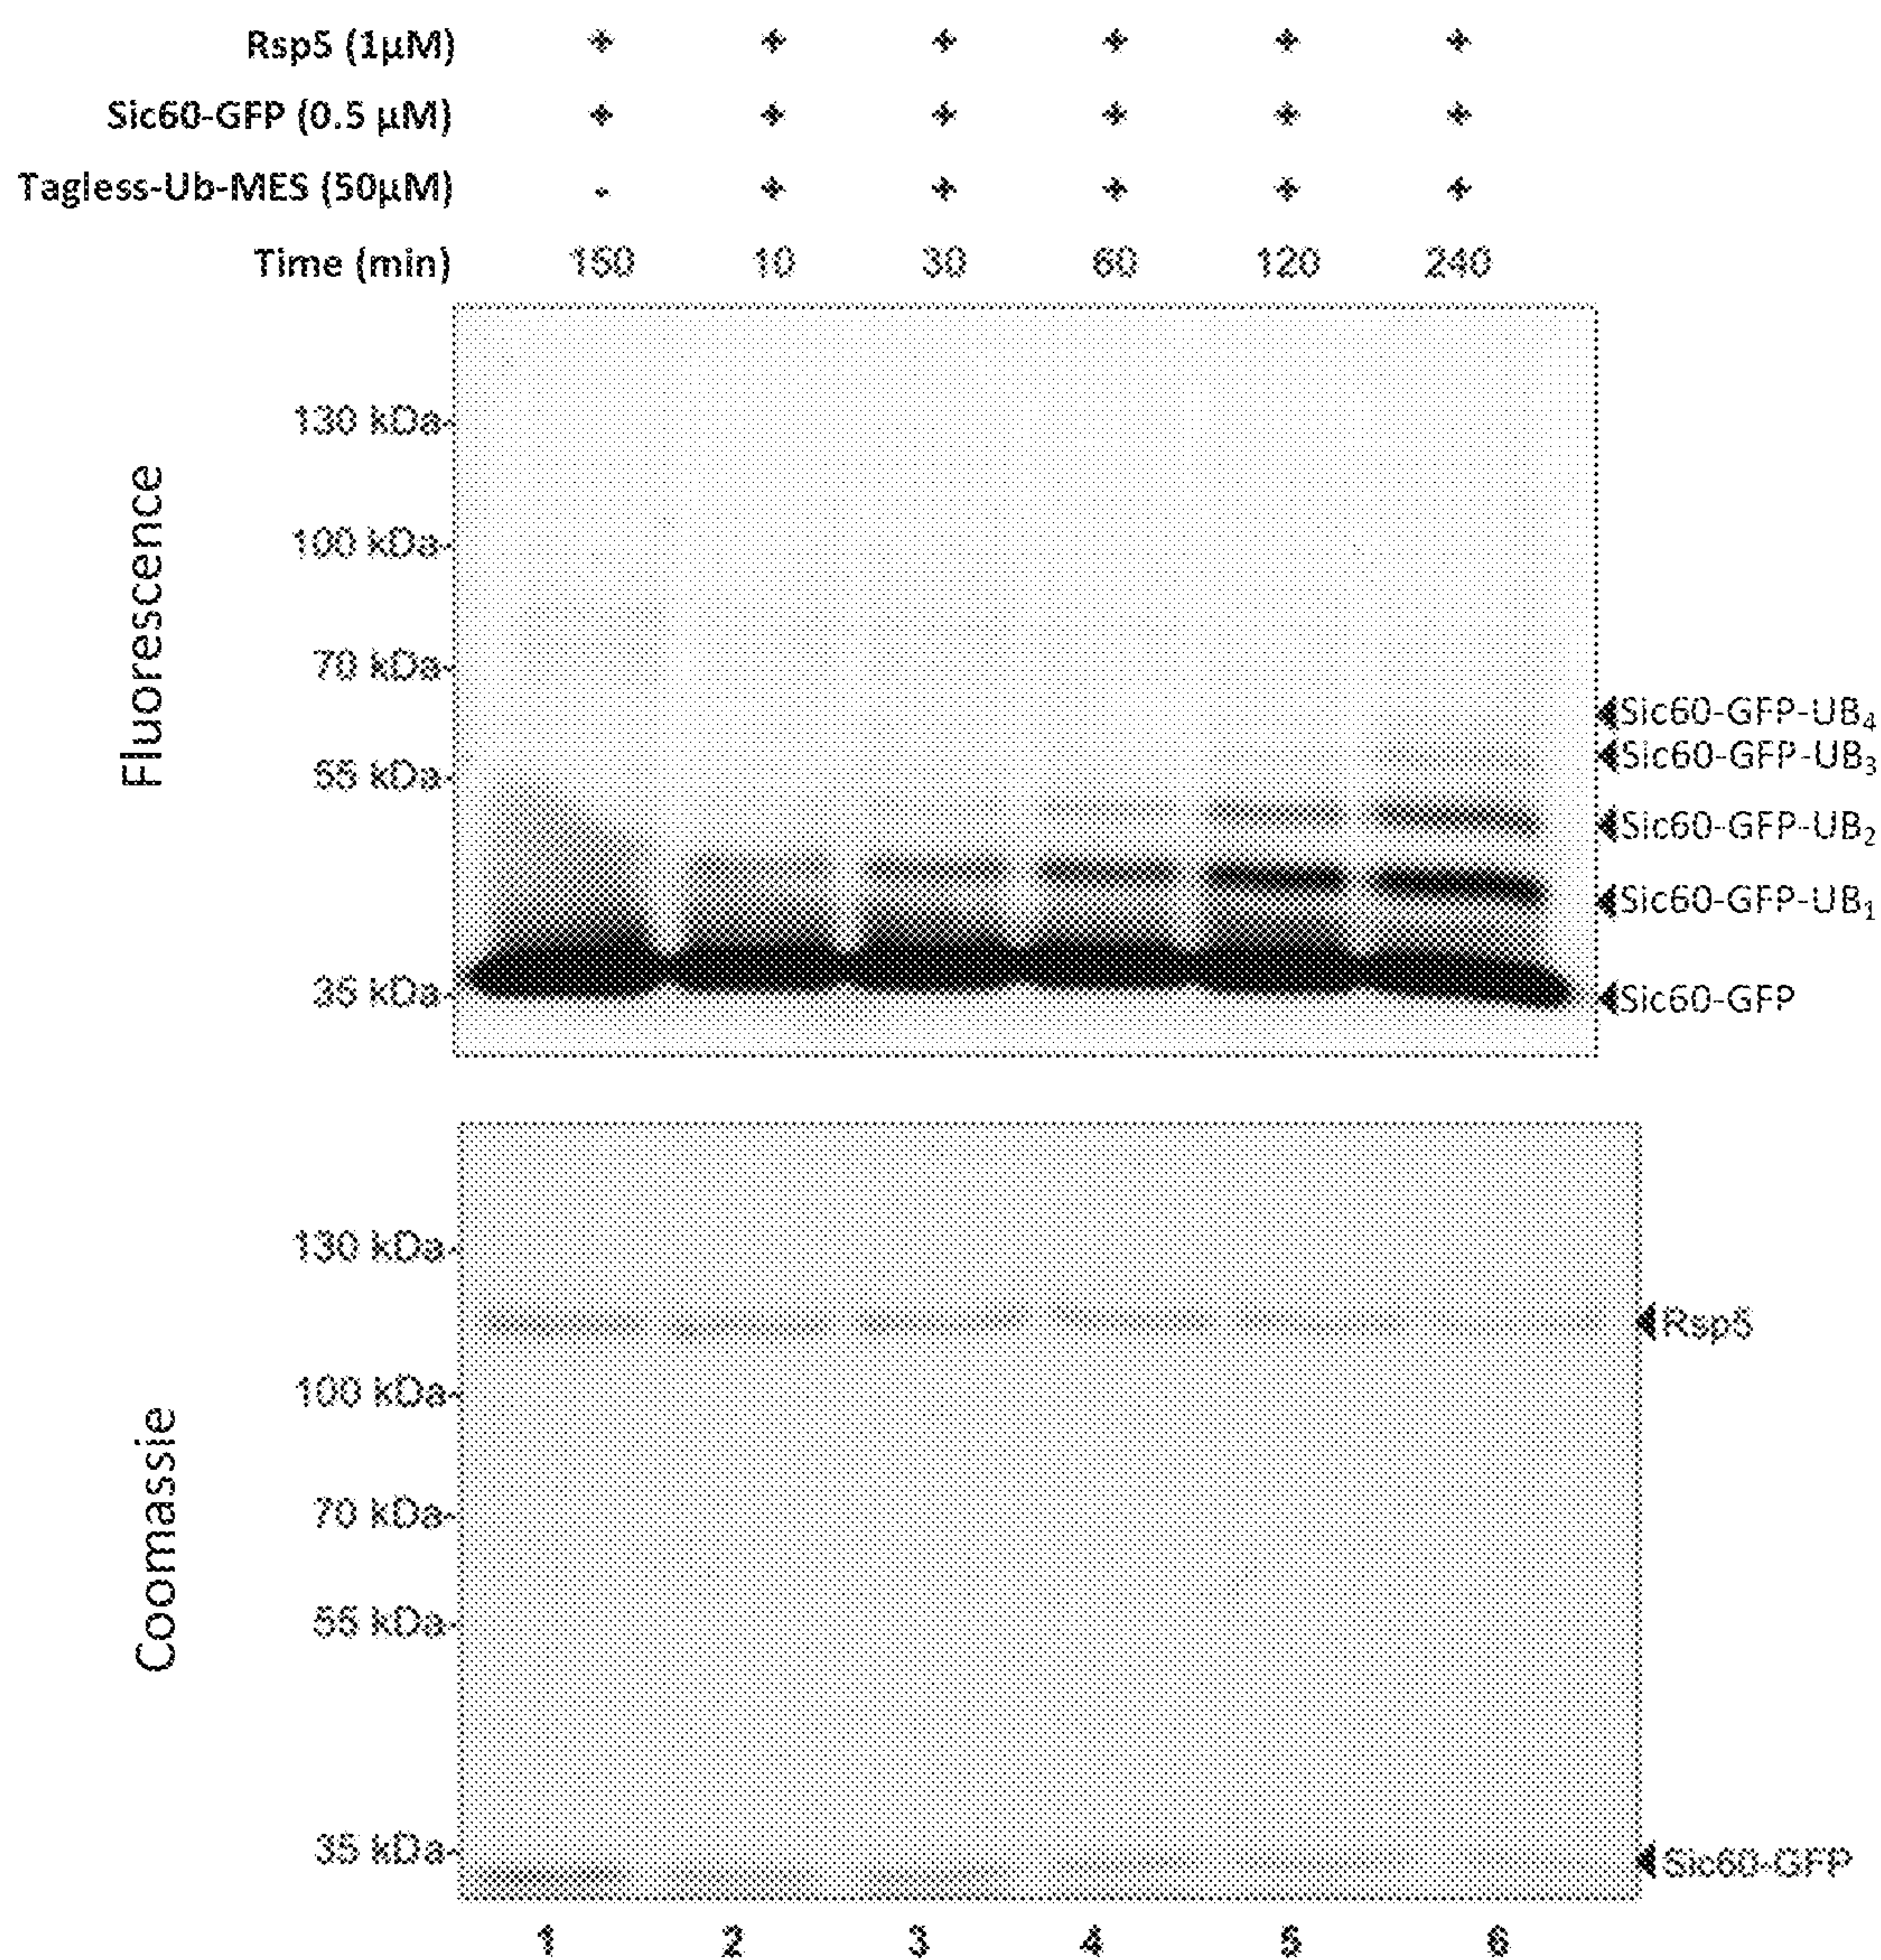 Rsp5 (1µM) + + + + + +
Sic60-GFP (0.5 µM) + + + + + +
Tagless-Ub-MES (50µM) - + + + + +
Time (min) 150 10 30 60 120 240
Fluorescence
130 kDa-
100 kDa-
70 kDa-
55 kDa-
35 kDa-
Sic60-GFP-UB₄
Sic60-GFP-UB₃
Sic60-GFP-UB₂
Sic60-GFP-UB₁
Sic60-GFP
Coomassie
130 kDa-
100 kDa-
70 kDa-
55 kDa-
35 kDa-
Rsp5
Sic60-GFP
1 2 3 4 5 6